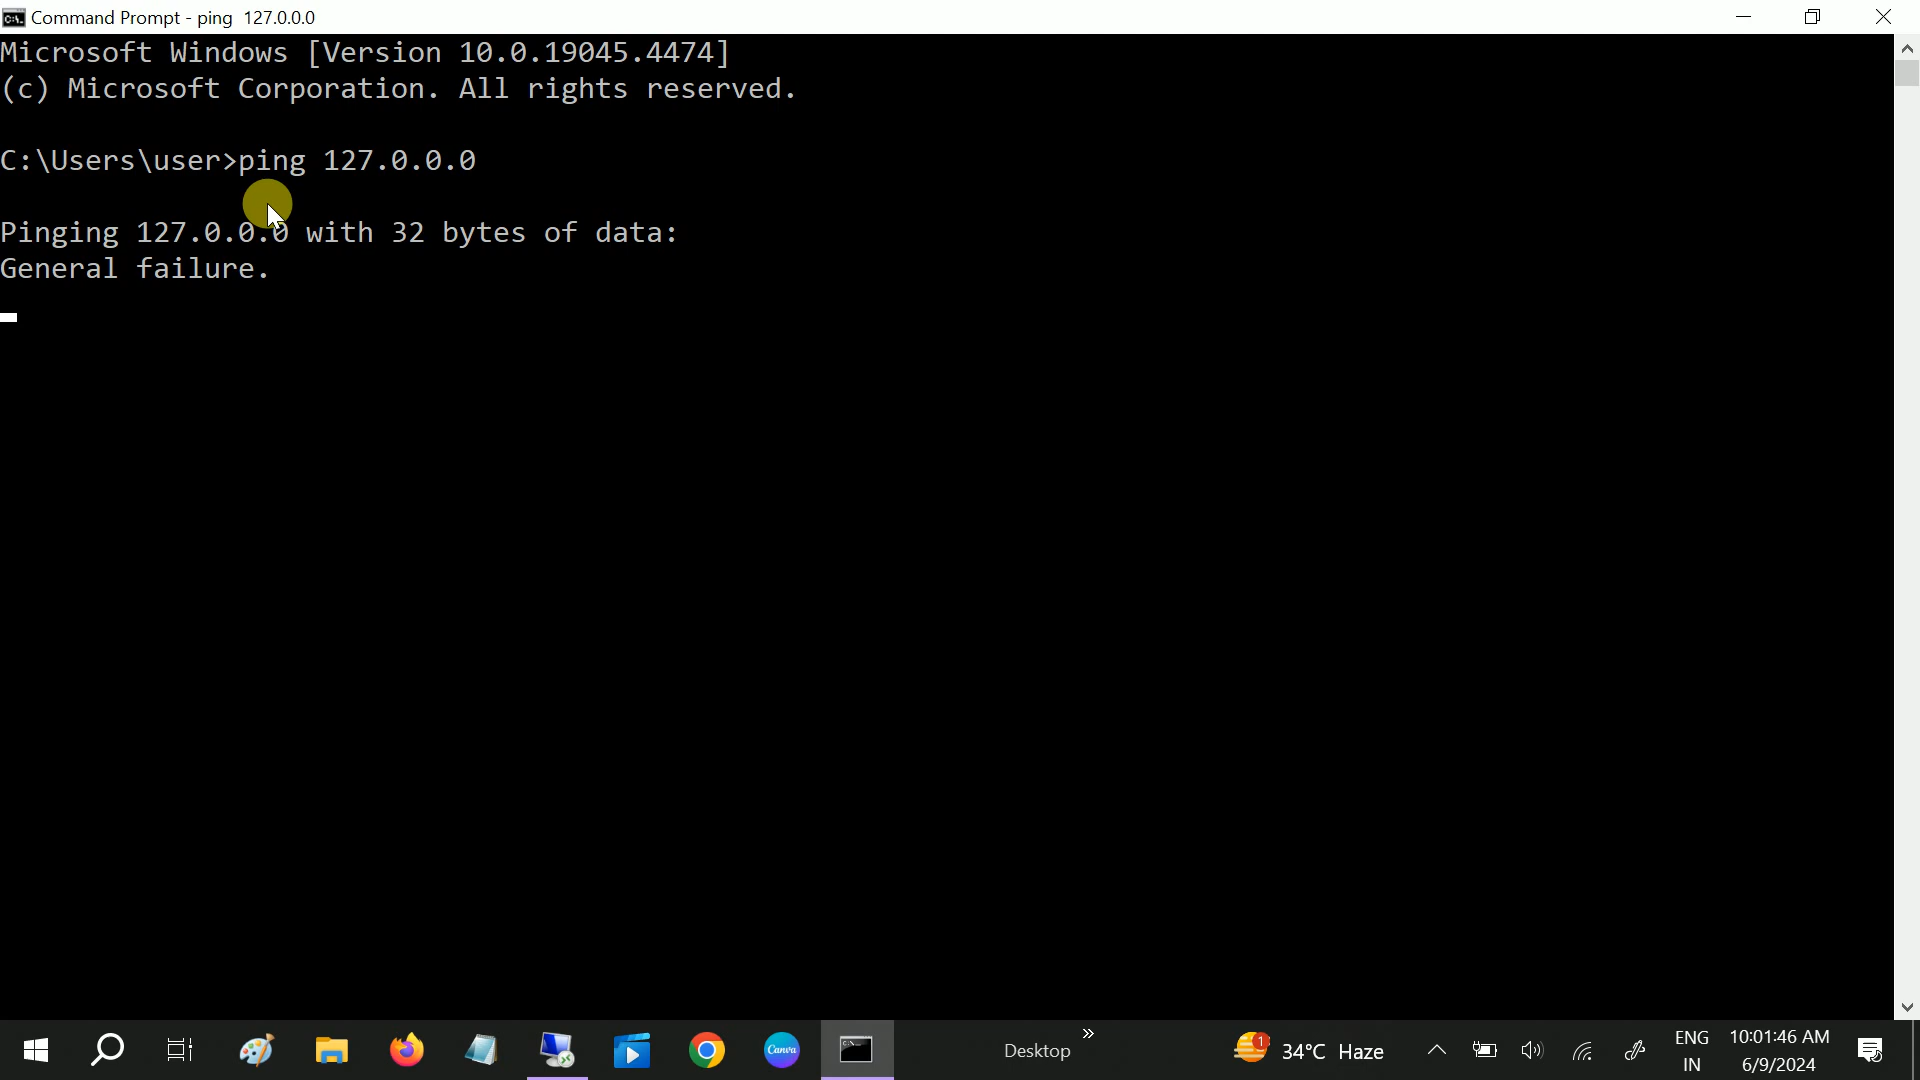 Command Prompt - ping 127.0.0.0
Microsoft Windows [Version 10.0.19045.4474]
(c) Microsoft Corporation. All rights reserved.
C:\Users\user>ping 127.0.0.0
Pinging 127.0.0.0 with 32 bytes of data:
General failure.
Canva
Desktop
1
34°C Haze
ENG
IN
10:01:46 AM
6/9/2024